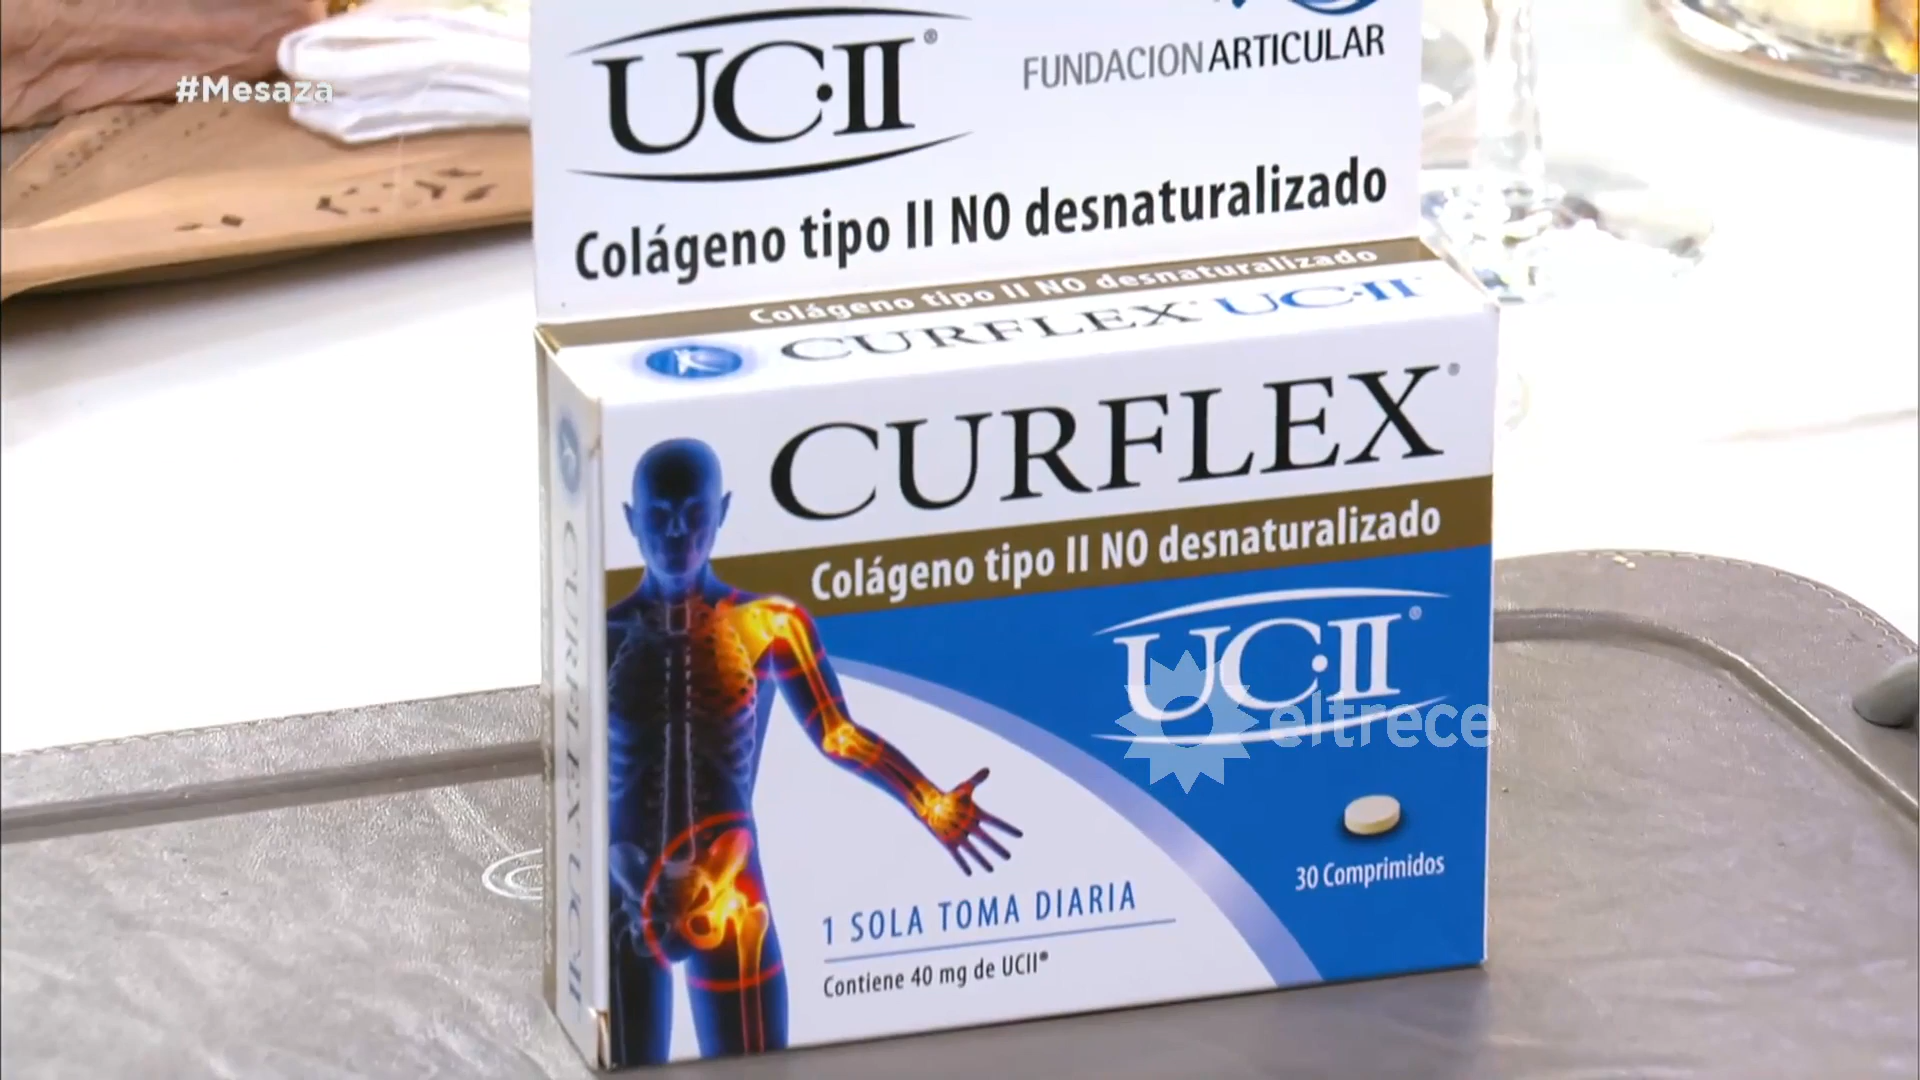 #Mesaza
UC·II®
FUNDACION ARTICULAR
Colágeno tipo II NO desnaturalizado
Colágeno tipo II NO desnaturalizado
CURFLEX® UC·II
CURFLEX®
Colágeno tipo II NO desnaturalizado
UC·II®
eltrece
30 Comprimidos
1 SOLA TOMA DIARIA
Contiene 40 mg de UCII®
CURFLEX UCII